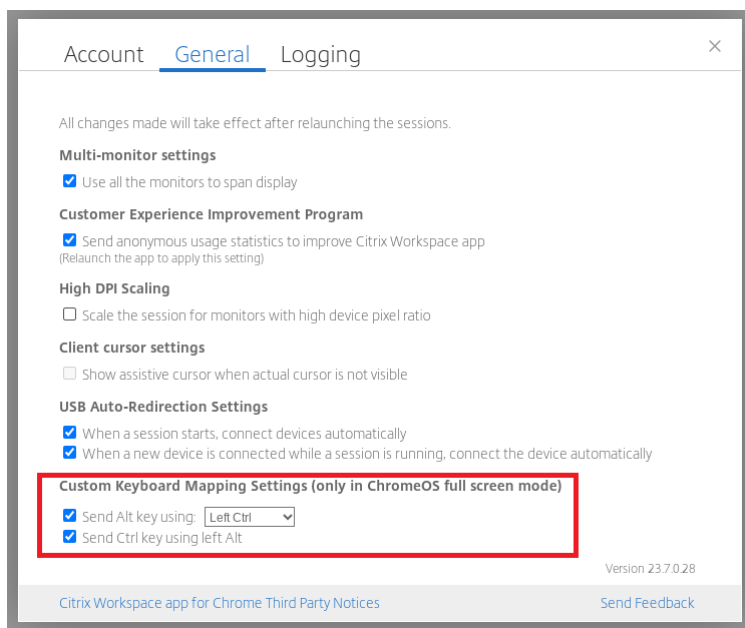 Account General Logging
All changes made will take effect after relaunching the sessions.
Multi-monitor settings
Use all the monitors to span display
Customer Experience Improvement Program
Send anonymous usage statistics to improve Citrix Workspace app
(Relaunch the app to apply this setting)
High DPI Scaling
Scale the session for monitors with high device pixel ratio
Client cursor settings
Show assistive cursor when actual cursor is not visible
USB Auto-Redirection Settings
When a session starts, connect devices automatically
When a new device is connected while a session is running, connect the device automatically
Custom Keyboard Mapping Settings (only in ChromeOS full screen mode)
Send Alt key using: Left Ctrl
Send Ctrl key using left Alt
Version 23.7.0.28
Citrix Workspace app for Chrome Third Party Notices Send Feedback